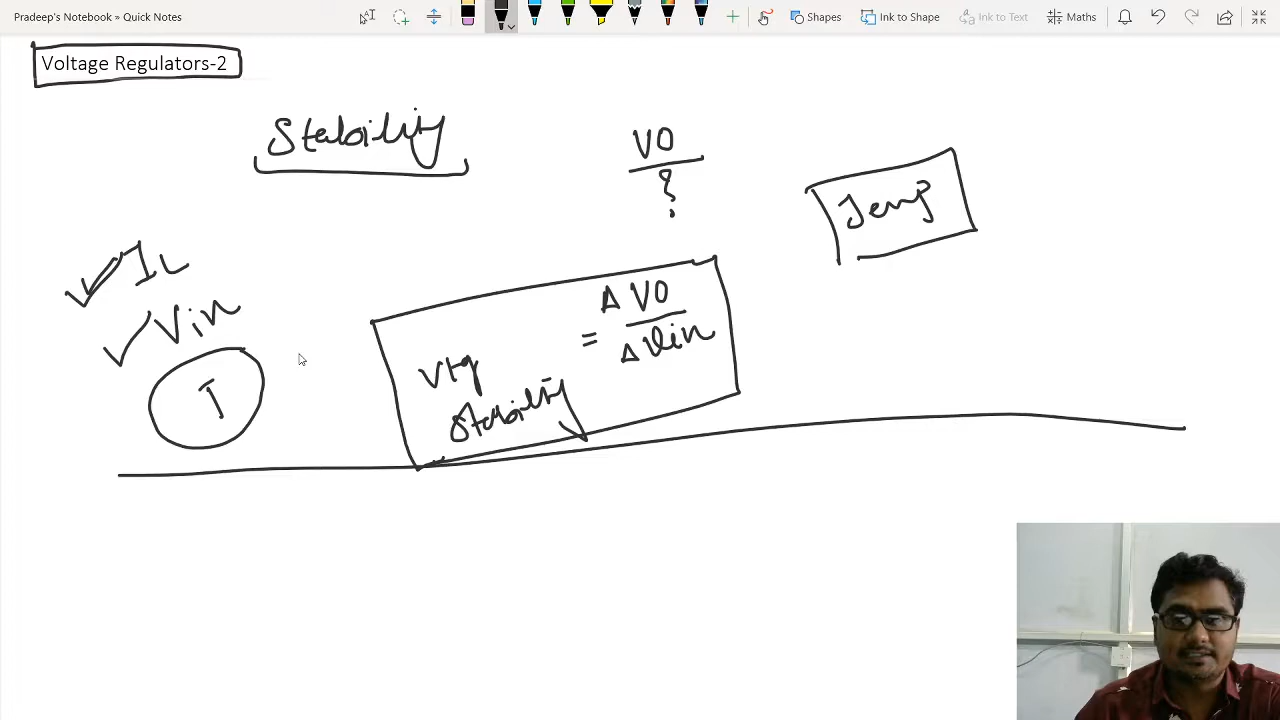 Pradeep's Notebook » Quick Notes
Shapes
Ink to Shape
Ink to Text
Maths
Voltage Regulators-2
Stability
VO
?
Temp
IL
Vin
T
Vtg
Stability
= ΔVO
ΔVin